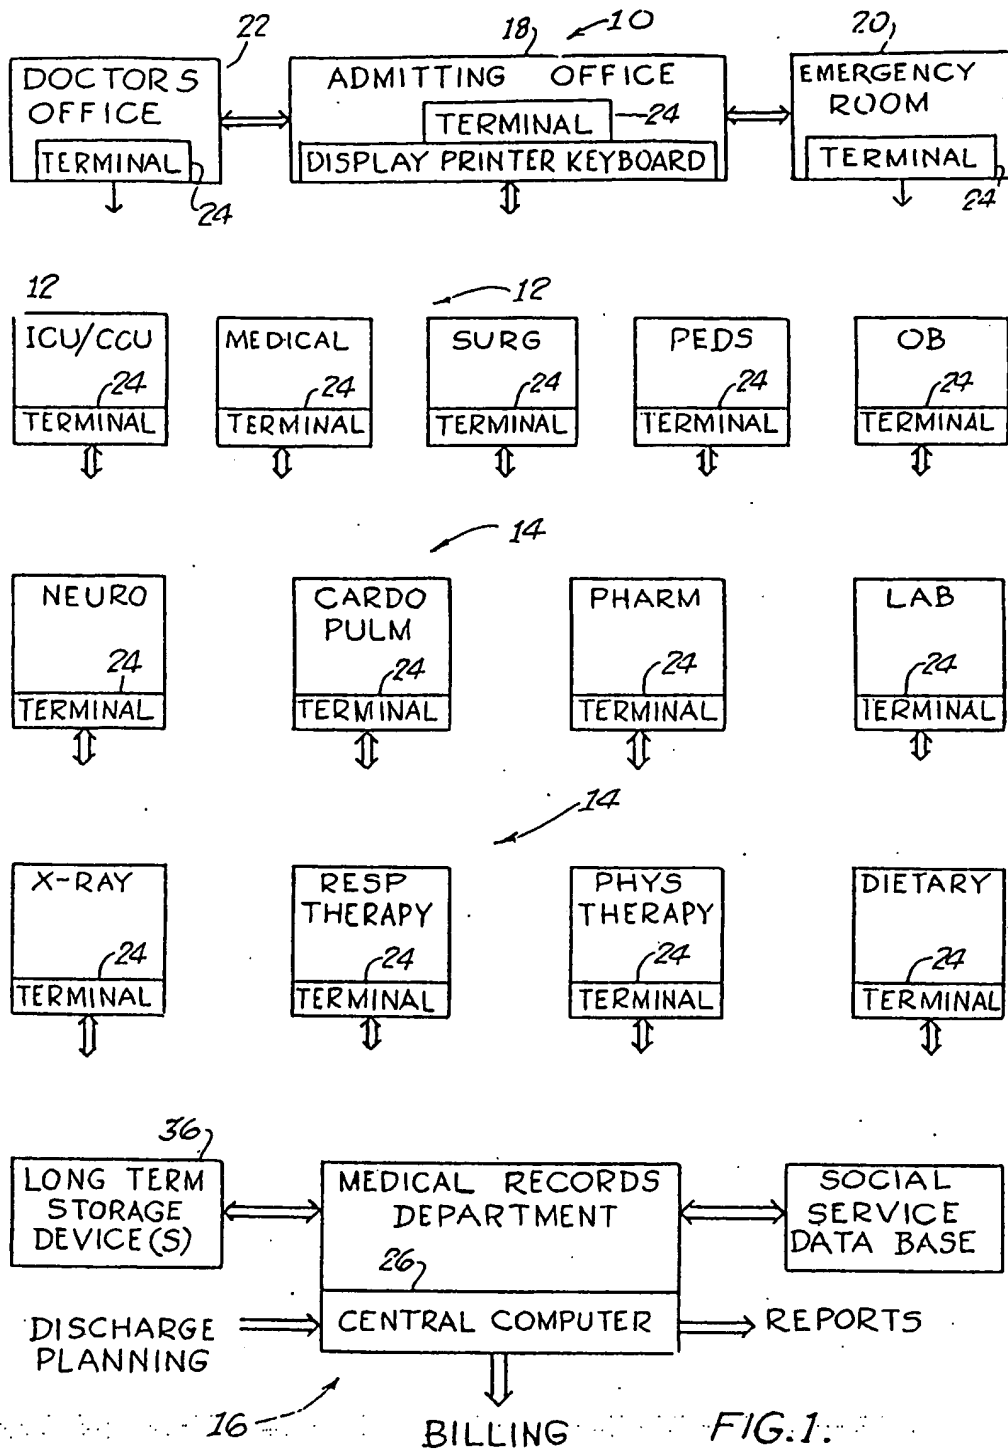 22
18
10
20
DOCTORS
OFFICE
TERMINAL
24
ADMITTING OFFICE
TERMINAL
24
DISPLAY PRINTER KEYBOARD
EMERGENCY
ROOM
TERMINAL
24
12
12
ICU/CCU
24
TERMINAL
MEDICAL
24
TERMINAL
SURG
24
TERMINAL
PEDS
24
TERMINAL
OB
24
TERMINAL
14
NEURO
24
TERMINAL
CARDO
PULM
24
TERMINAL
PHARM
24
TERMINAL
LAB
24
TERMINAL
14
X-RAY
24
TERMINAL
RESP
THERAPY
24
TERMINAL
PHYS
THERAPY
24
TERMINAL
DIETARY
24
TERMINAL
36
LONG TERM
STORAGE
DEVICE(S)
MEDICAL RECORDS
DEPARTMENT
26
CENTRAL COMPUTER
SOCIAL
SERVICE
DATA BASE
DISCHARGE
PLANNING
REPORTS
16
BILLING
FIG. 1.